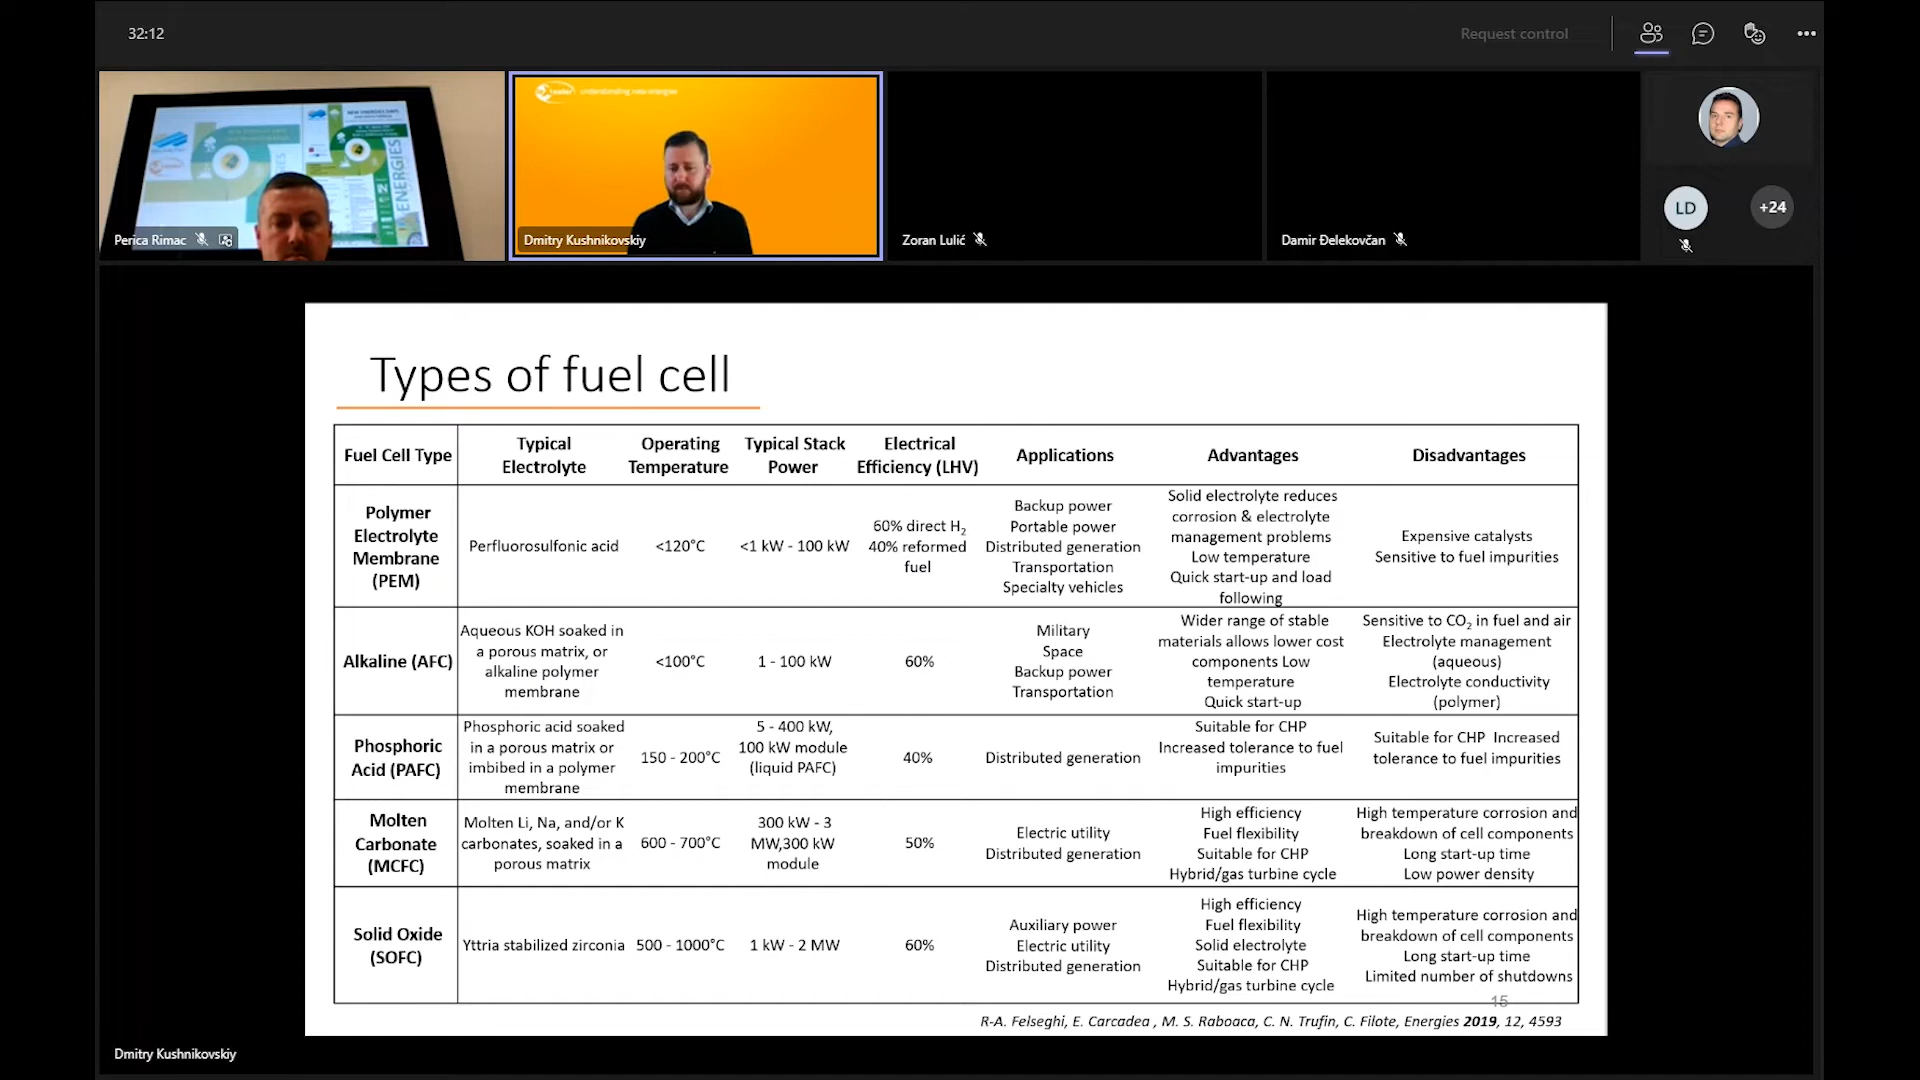 32:12
Request control
understanding new energies
NEW ENERGIES DAYS
ENERGIES
Perica Rimac
Dmitry Kushnikovskiy
Zoran Lulić
Damir Đelekovčan
LD
+24
Types of fuel cell
Fuel Cell Type
Typical
Electrolyte
Operating
Temperature
Typical Stack
Power
Electrical
Efficiency (LHV)
Applications
Advantages
Disadvantages
Polymer
Electrolyte
Membrane
(PEM)
Perfluorosulfonic acid
<120°C
<1 kW - 100 kW
60% direct H₂
40% reformed
fuel
Backup power
Portable power
Distributed generation
Transportation
Specialty vehicles
Solid electrolyte reduces
corrosion & electrolyte
management problems
Low temperature
Quick start-up and load
following
Expensive catalysts
Sensitive to fuel impurities
Alkaline (AFC)
Aqueous KOH soaked in
a porous matrix, or
alkaline polymer
membrane
<100°C
1 - 100 kW
60%
Military
Space
Backup power
Transportation
Wider range of stable
materials allows lower cost
components Low
temperature
Quick start-up
Sensitive to CO₂ in fuel and air
Electrolyte management
(aqueous)
Electrolyte conductivity
(polymer)
Phosphoric
Acid (PAFC)
Phosphoric acid soaked
in a porous matrix or
imbibed in a polymer
membrane
150 - 200°C
5 - 400 kW,
100 kW module
(liquid PAFC)
40%
Distributed generation
Suitable for CHP
Increased tolerance to fuel
impurities
Suitable for CHP Increased
tolerance to fuel impurities
Molten
Carbonate
(MCFC)
Molten Li, Na, and/or K
carbonates, soaked in a
porous matrix
600 - 700°C
300 kW - 3
MW,300 kW
module
50%
Electric utility
Distributed generation
High efficiency
Fuel flexibility
Suitable for CHP
Hybrid/gas turbine cycle
High temperature corrosion and
breakdown of cell components
Long start-up time
Low power density
Solid Oxide
(SOFC)
Yttria stabilized zirconia
500 - 1000°C
1 kW - 2 MW
60%
Auxiliary power
Electric utility
Distributed generation
High efficiency
Fuel flexibility
Solid electrolyte
Suitable for CHP
Hybrid/gas turbine cycle
High temperature corrosion and
breakdown of cell components
Long start-up time
Limited number of shutdowns
15
R-A. Felseghi, E. Carcadea , M. S. Raboaca, C. N. Trufin, C. Filote, Energies 2019, 12, 4593
Dmitry Kushnikovskiy